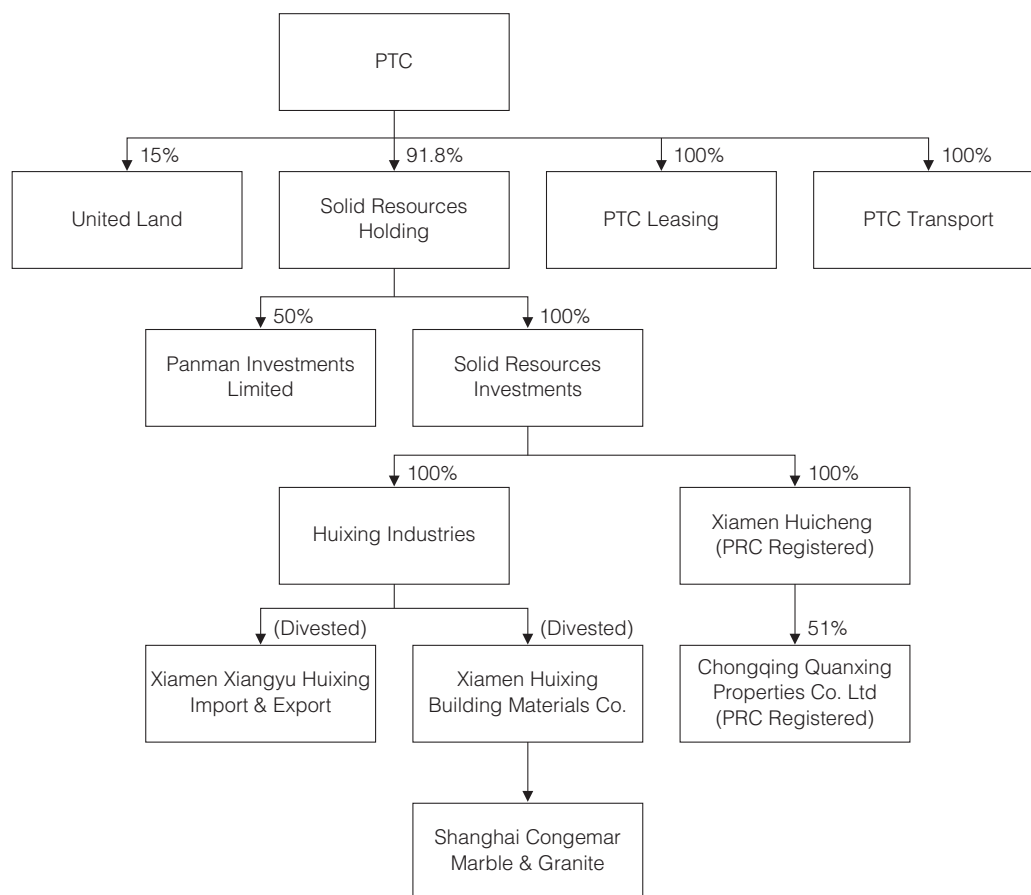 PTC
15%
91.8%
100%
100%
United Land
Solid Resources
Holding
PTC Leasing
PTC Transport
50%
100%
Panman Investments
Limited
Solid Resources
Investments
100%
100%
Huixing Industries
Xiamen Huicheng
(PRC Registered)
(Divested)
(Divested)
51%
Xiamen Xiangyu Huixing
Import & Export
Xiamen Huixing
Building Materials Co.
Chongqing Quanxing
Properties Co. Ltd
(PRC Registered)
Shanghai Congemar
Marble & Granite